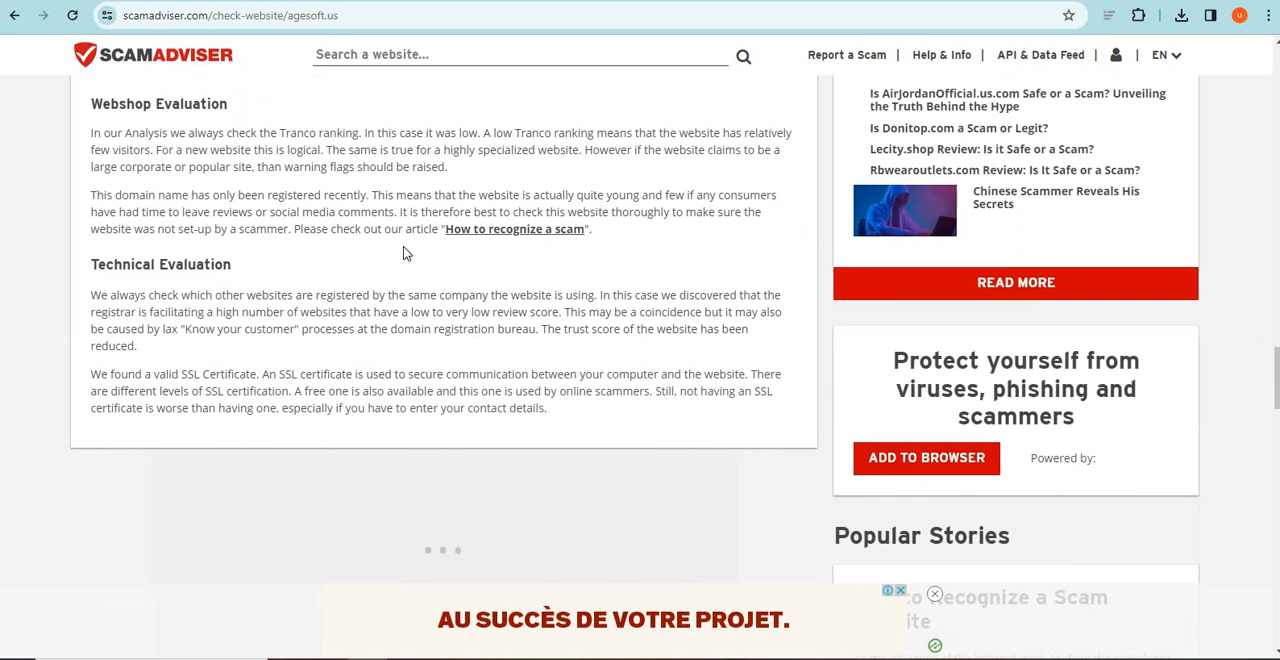 scamadviser.com/check-website/agesoft.us
U
SCAMADVISER
Search a website...
Report a Scam | Help & Info | API & Data Feed | | EN
Webshop Evaluation
In our Analysis we always check the Tranco ranking. In this case it was low. A low Tranco ranking means that the website has relatively
few visitors. For a new website this is logical. The same is true for a highly specialized website. However if the website claims to be a
large corporate or popular site, than warning flags should be raised.
This domain name has only been registered recently. This means that the website is actually quite young and few if any consumers
have had time to leave reviews or social media comments. It is therefore best to check this website thoroughly to make sure the
website was not set-up by a scammer. Please check out our article "How to recognize a scam".
Technical Evaluation
We always check which other websites are registered by the same company the website is using. In this case we discovered that the
registrar is facilitating a high number of websites that have a low to very low review score. This may be a coincidence but it may also
be caused by lax "Know your customer" processes at the domain registration bureau. The trust score of the website has been
reduced.
We found a valid SSL Certificate. An SSL certificate is used to secure communication between your computer and the website. There
are different levels of SSL certification. A free one is also available and this one is used by online scammers. Still, not having an SSL
certificate is worse than having one, especially if you have to enter your contact details.
Is AirJordanOfficial.us.com Safe or a Scam? Unveiling
the Truth Behind the Hype
Is Donitop.com a Scam or Legit?
Lecity.shop Review: Is it Safe or a Scam?
Rbwearoutlets.com Review: Is It Safe or a Scam?
Chinese Scammer Reveals His
Secrets
READ MORE
Protect yourself from
viruses, phishing and
scammers
ADD TO BROWSER
Powered by:
Popular Stories
Recognize a Scam
AU SUCCÈS DE VOTRE PROJET.